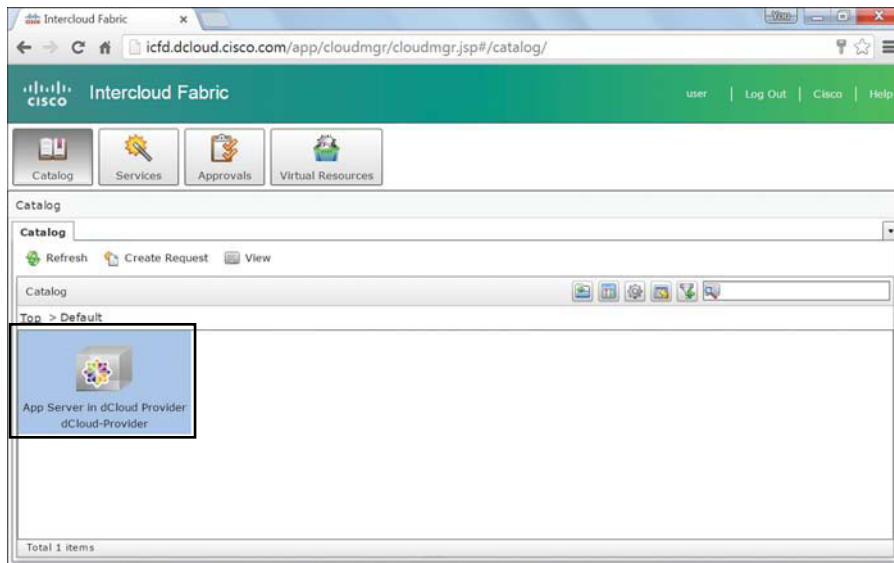 Intercloud Fabric ×
icfd.dcloud.cisco.com/app/cloudmgr/cloudmgr.jsp#/catalog/
CISCO Intercloud Fabric user | Log Out | Cisco | Help
Catalog Services Approvals Virtual Resources
Catalog
Catalog
Refresh Create Request View
Catalog
Top > Default
App Server in dCloud Provider
dCloud-Provider
Total 1 items